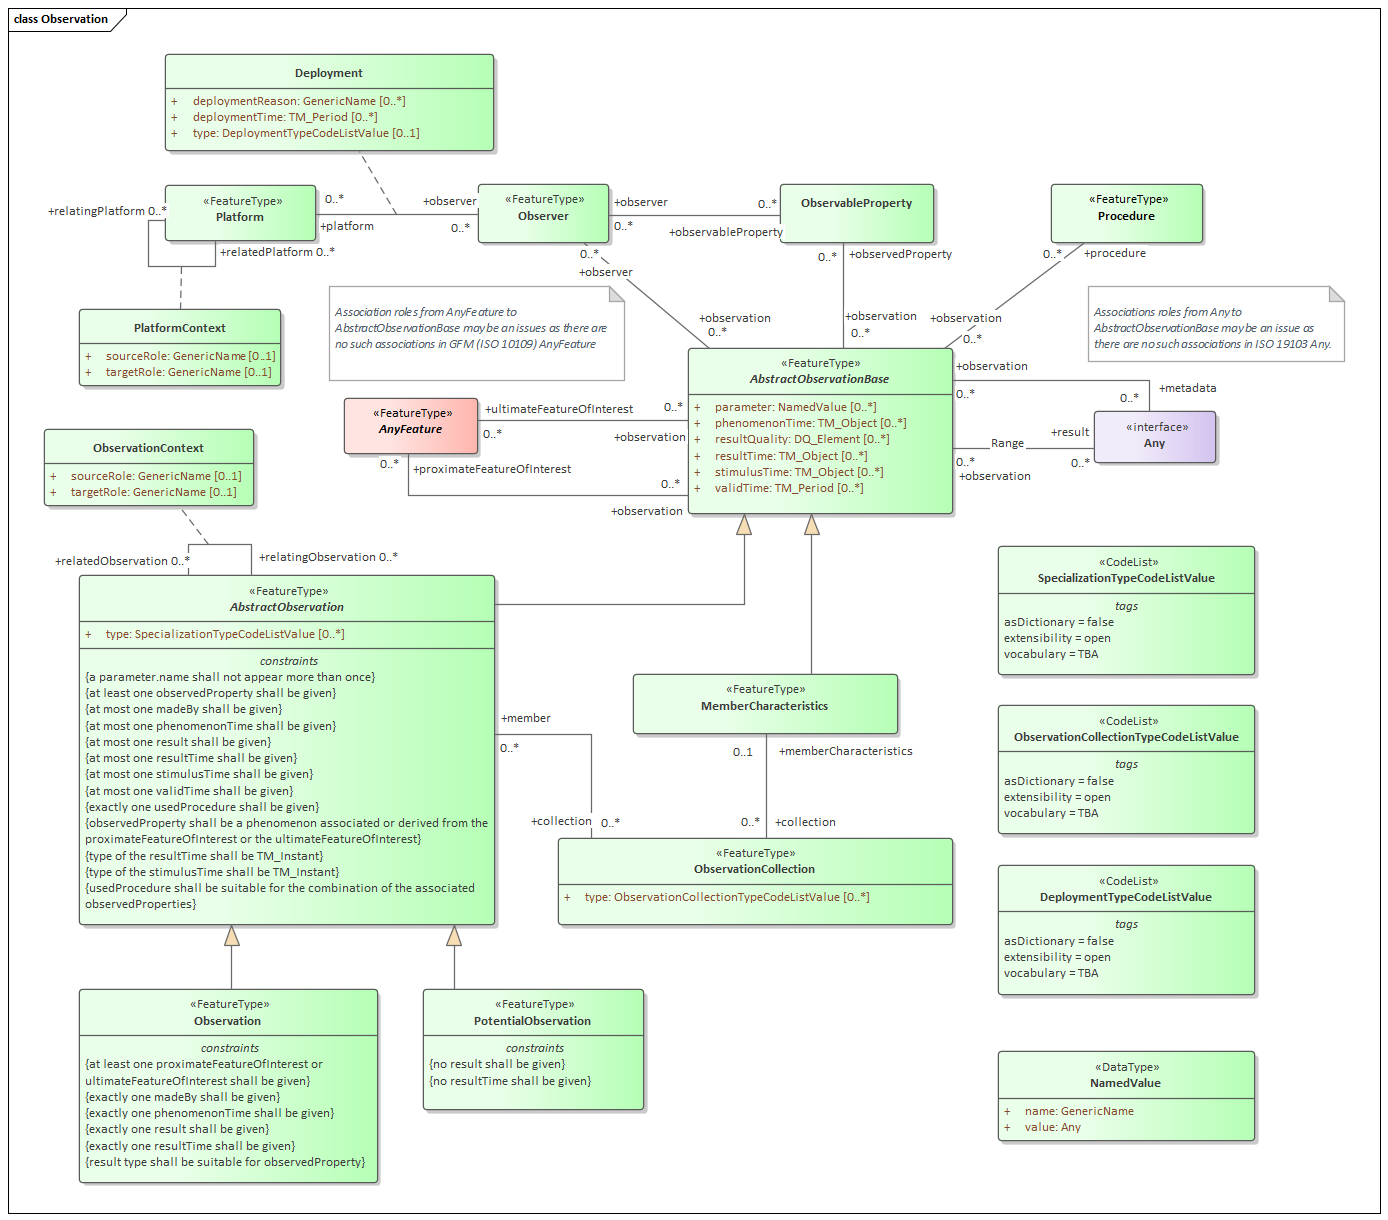 class Observation
Deployment
+ deploymentReason: GenericName [0..*]
+ deploymentTime: TM_Period [0..*]
+ type: DeploymentTypeCodeListValue [0..1]
+relatingPlatform 0..*
«FeatureType»
Platform
0..*
+platform
+relatedPlatform 0..*
+observer
0..*
«FeatureType»
Observer
+observer
0..*
0..*
+observableProperty
ObservableProperty
«FeatureType»
Procedure
0..*
+observer
0..*
+observedProperty
0..*
+procedure
PlatformContext
+ sourceRole: GenericName [0..1]
+ targetRole: GenericName [0..1]
Association roles from AnyFeature to
AbstractObservationBase may be an issues as there are
no such associations in GFM (ISO 10109) AnyFeature
+observation
0..*
+observation
0..*
+observation
0..*
Associations roles from Any to
AbstractObservationBase may be an issue as
there are no such associations in ISO 19103 Any.
«FeatureType»
AbstractObservationBase
+ parameter: NamedValue [0..*]
+ phenomenonTime: TM_Object [0..*]
+ resultQuality: DQ_Element [0..*]
+ resultTime: TM_Object [0..*]
+ stimulusTime: TM_Object [0..*]
+ validTime: TM_Period [0..*]
+observation
0..*
+metadata
0..*
«interface»
Any
Range
+result
0..*
0..*
+observation
«FeatureType»
AnyFeature
+ultimateFeatureOfInterest
0..*
0..*
+observation
0..*
+proximateFeatureOfInterest
0..*
+observation
ObservationContext
+ sourceRole: GenericName [0..1]
+ targetRole: GenericName [0..1]
+relatedObservation 0..*
+relatingObservation 0..*
«FeatureType»
AbstractObservation
+ type: SpecializationTypeCodeListValue [0..*]
constraints
{a parameter.name shall not appear more than once}
{at least one observedProperty shall be given}
{at most one madeBy shall be given}
{at most one phenomenonTime shall be given}
{at most one result shall be given}
{at most one resultTime shall be given}
{at most one stimulusTime shall be given}
{at most one validTime shall be given}
{exactly one usedProcedure shall be given}
{observedProperty shall be a phenomenon associated or derived from the
proximateFeatureOfInterest or the ultimateFeatureOfInterest}
{type of the resultTime shall be TM_Instant}
{type of the stimulusTime shall be TM_Instant}
{usedProcedure shall be suitable for the combination of the associated
observedProperties}
+member
0..*
«FeatureType»
MemberCharacteristics
0..1
+memberCharacteristics
+collection
0..*
0..*
+collection
«FeatureType»
ObservationCollection
+ type: ObservationCollectionTypeCodeListValue [0..*]
«FeatureType»
Observation
constraints
{at least one proximateFeatureOfInterest or
ultimateFeatureOfInterest shall be given}
{exactly one madeBy shall be given}
{exactly one phenomenonTime shall be given}
{exactly one result shall be given}
{exactly one resultTime shall be given}
{result type shall be suitable for observedProperty}
«FeatureType»
PotentialObservation
constraints
{no result shall be given}
{no resultTime shall be given}
«CodeList»
SpecializationTypeCodeListValue
tags
asDictionary = false
extensibility = open
vocabulary = TBA
«CodeList»
ObservationCollectionTypeCodeListValue
tags
asDictionary = false
extensibility = open
vocabulary = TBA
«CodeList»
DeploymentTypeCodeListValue
tags
asDictionary = false
extensibility = open
vocabulary = TBA
«DataType»
NamedValue
+ name: GenericName
+ value: Any